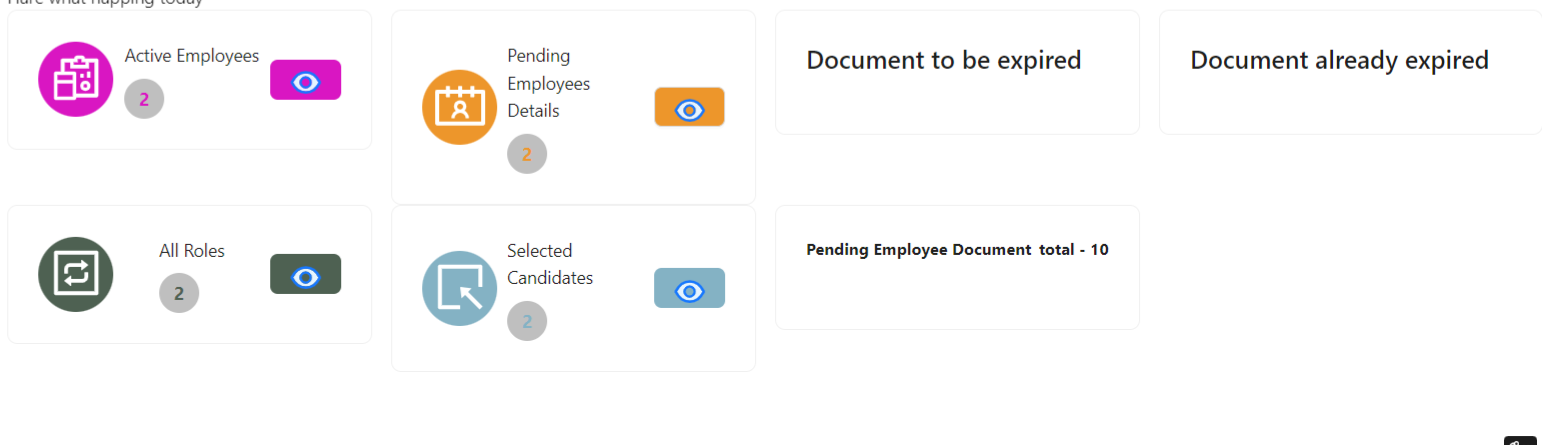 Hare what happing today
Active Employees
2
Pending
Employees
Details
2
Document to be expired
Document already expired
All Roles
2
Selected
Candidates
2
Pending Employee Document total - 10